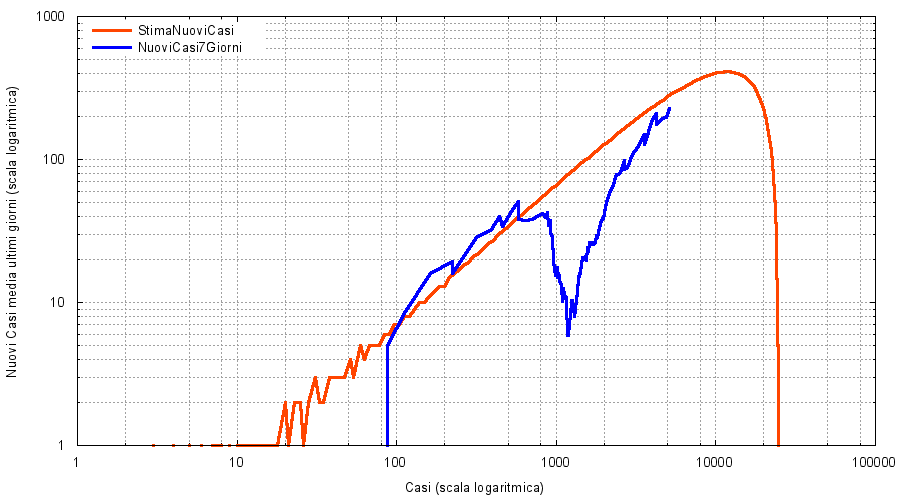 1000
StimaNuoviCasi
NuoviCasi7Giorni
100
10
1
Nuovi Casi media ultimi giorni (scala logaritmica)
1 10 100 1000 10000 100000
Casi (scala logaritmica)